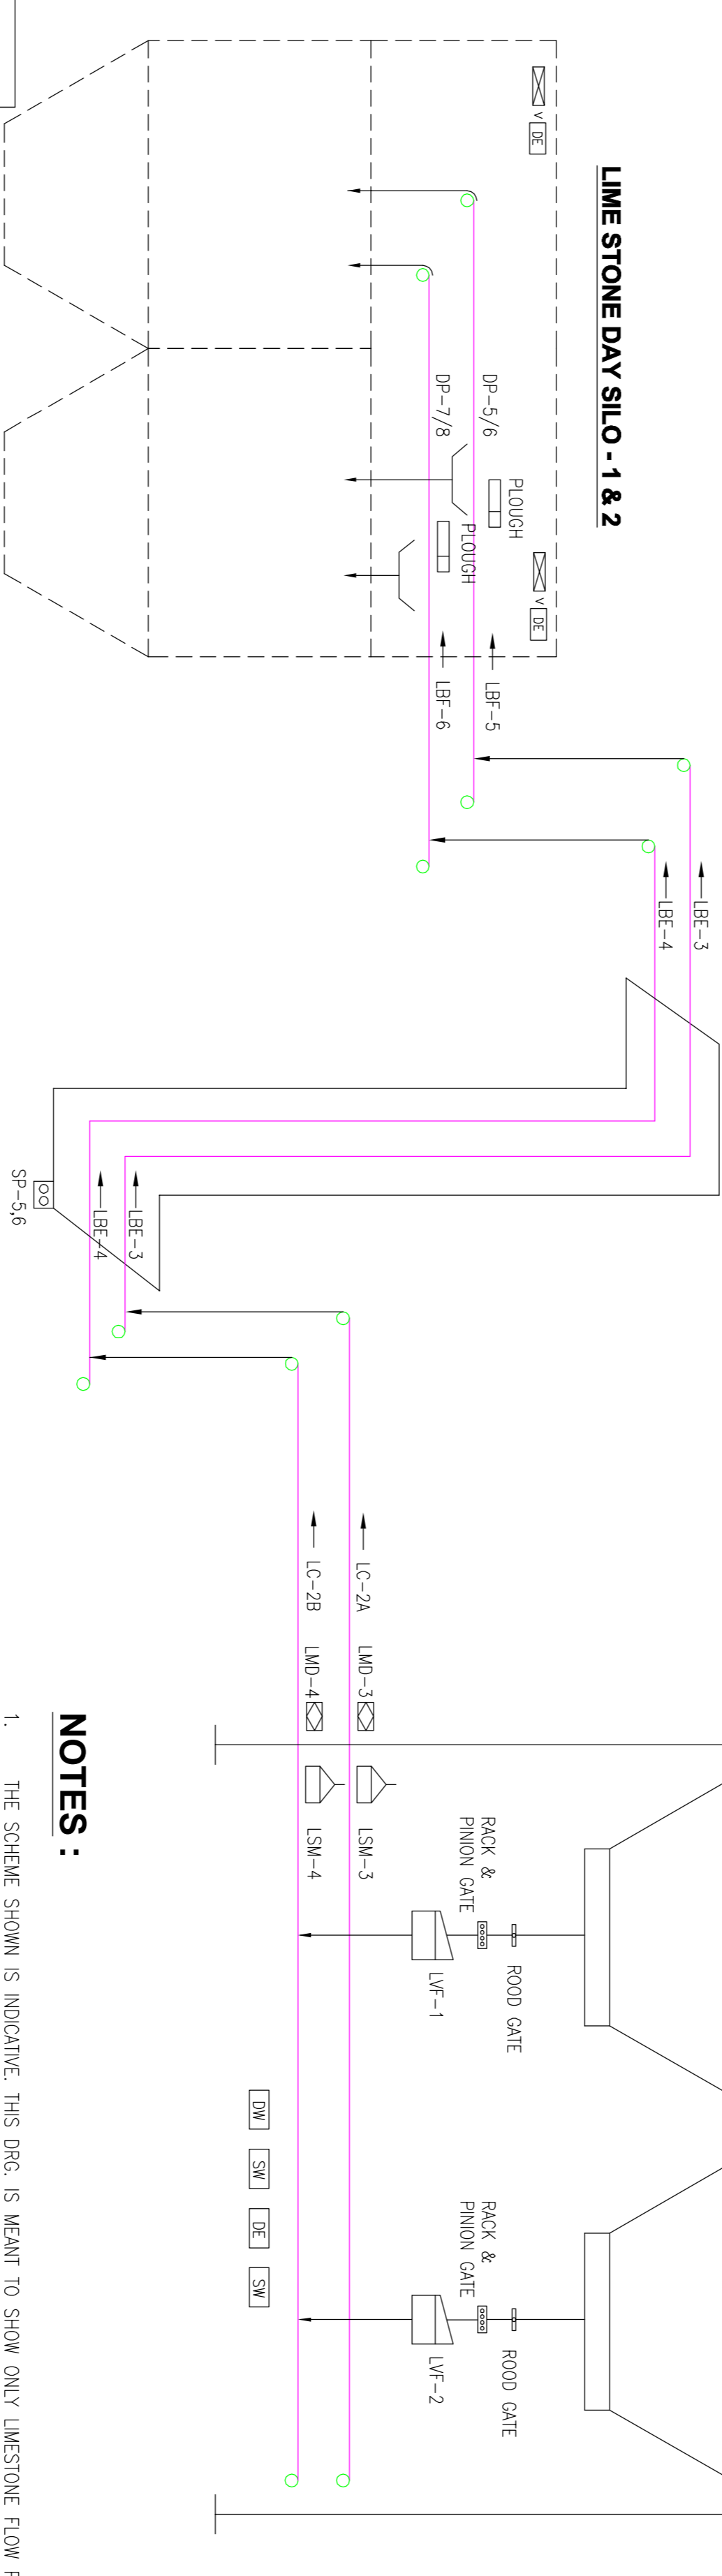 LIME STONE DAY SILO - 1 & 2
V
DE
V
DE
PLOUGH
DP-5/6
PLOUGH
DP-7/8
LBF-5
LBF-6
LBE-3
LBE-4
LBE-3
LBE-4
SP-5,6
LC-2A
LMD-3
LSM-3
LC-2B
LMD-4
LSM-4
RACK &
PINION GATE
ROOD GATE
LVF-1
RACK &
PINION GATE
ROOD GATE
LVF-2
DW
SW
DE
SW
NOTES :
1. THE SCHEME SHOWN IS INDICATIVE. THIS DRG. IS MEANT TO SHOW ONLY LIMESTONE FLOW